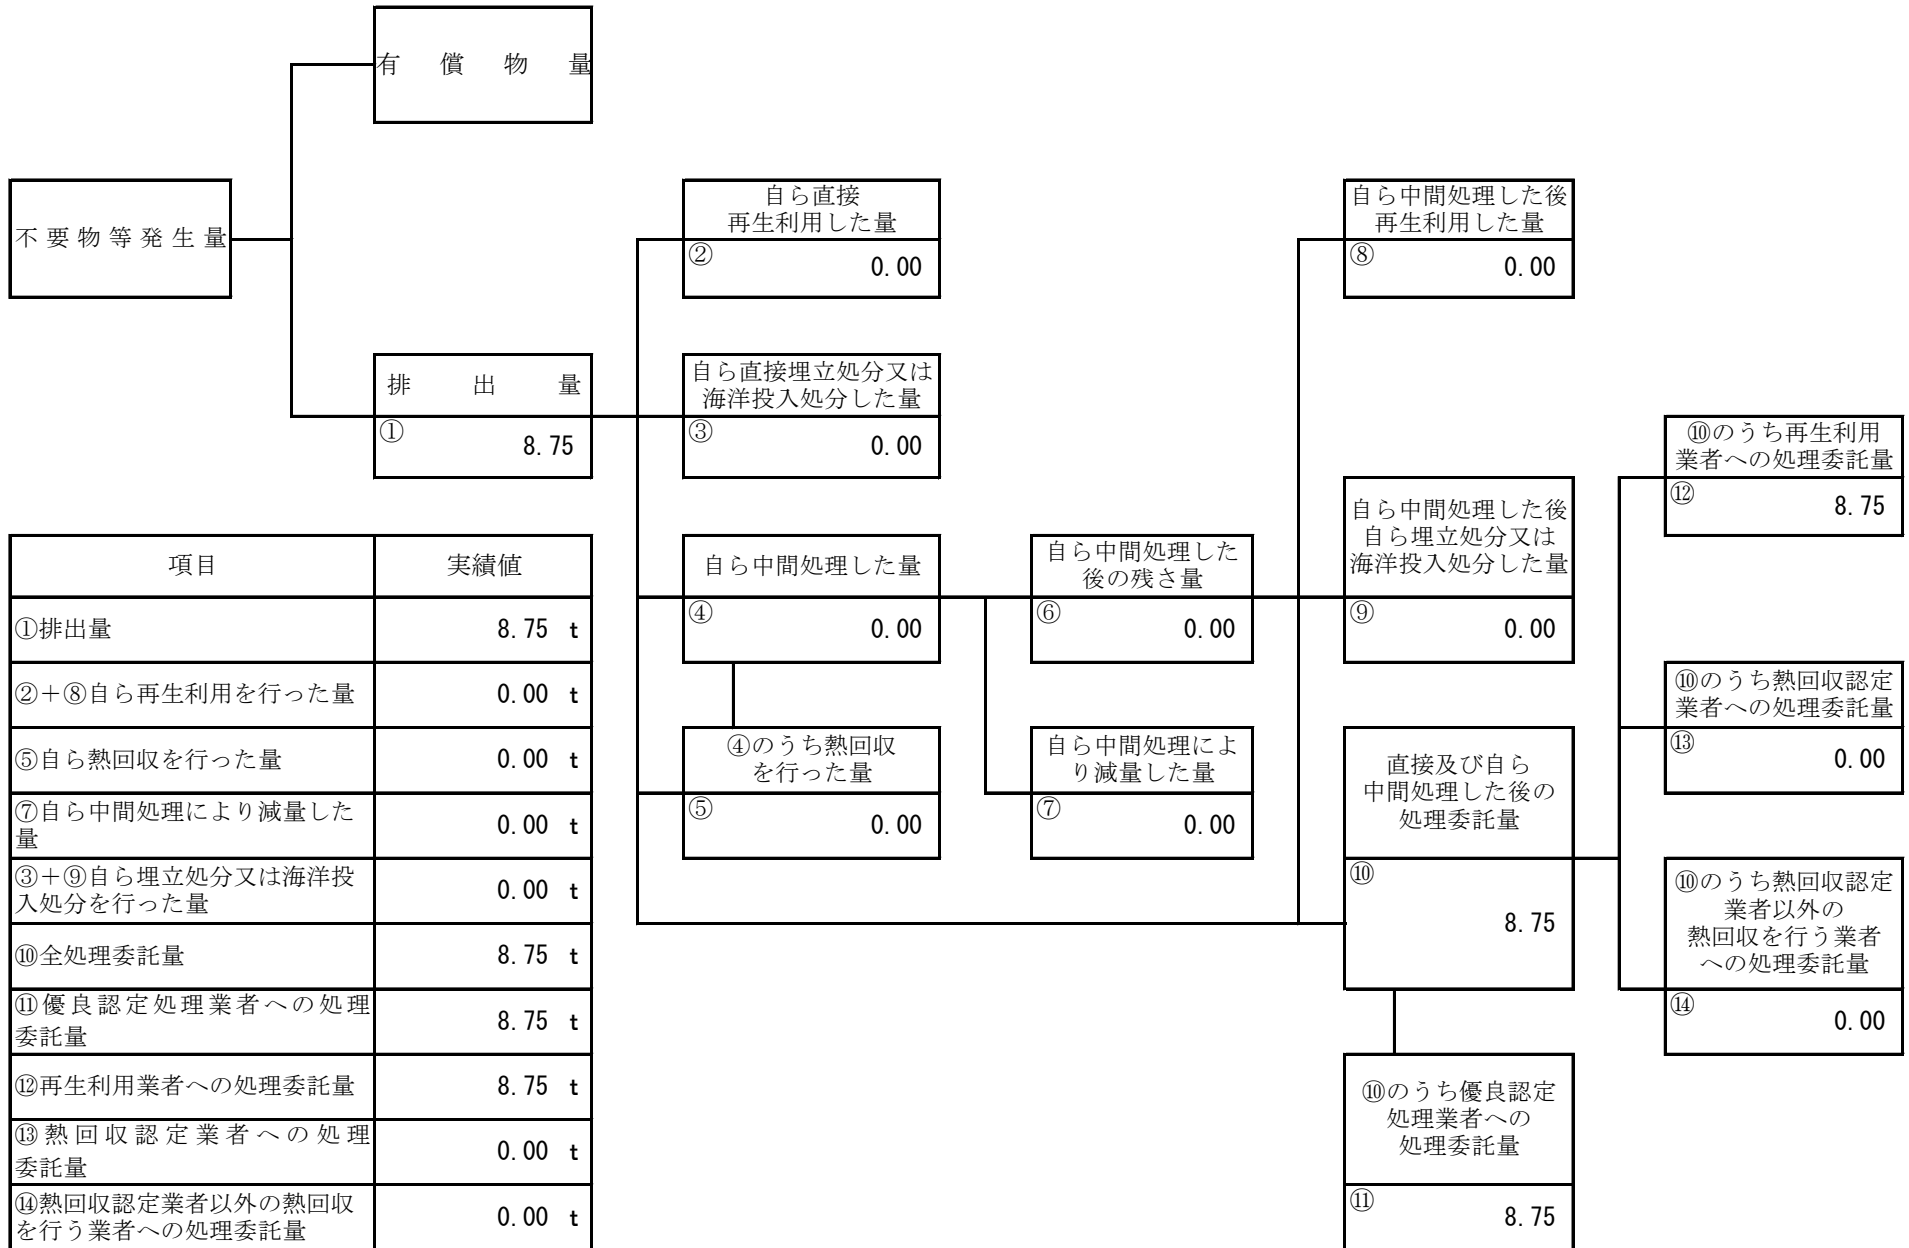 有償物量
不要物等発生量
排出量
①
8.75
自ら直接
再生利用した量
②
0.00
自ら直接埋立処分又は
海洋投入処分した量
③
0.00
自ら中間処理した量
④
0.00
④のうち熱回収
を行った量
⑤
0.00
自ら中間処理した
後の残さ量
⑥
0.00
自ら中間処理によ
り減量した量
⑦
0.00
自ら中間処理した後
再生利用した量
⑧
0.00
自ら中間処理した後
自ら埋立処分又は
海洋投入処分した量
⑨
0.00
直接及び自ら
中間処理した後の
処理委託量
⑩
8.75
⑩のうち優良認定
処理業者への
処理委託量
⑪
8.75
⑩のうち再生利用
業者への処理委託量
⑫
8.75
⑩のうち熱回収認定
業者への処理委託量
⑬
0.00
⑩のうち熱回収認定
業者以外の
熱回収を行う業者
への処理委託量
⑭
0.00
項目 実績値
①排出量 8.75 t
②＋⑧自ら再生利用を行った量 0.00 t
⑤自ら熱回収を行った量 0.00 t
⑦自ら中間処理により減量した
量 0.00 t
③＋⑨自ら埋立処分又は海洋投
入処分を行った量 0.00 t
⑩全処理委託量 8.75 t
⑪優良認定処理業者への処理
委託量 8.75 t
⑫再生利用業者への処理委託量 8.75 t
⑬熱回収認定業者への処理
委託量 0.00 t
⑭熱回収認定業者以外の熱回収
を行う業者への処理委託量 0.00 t